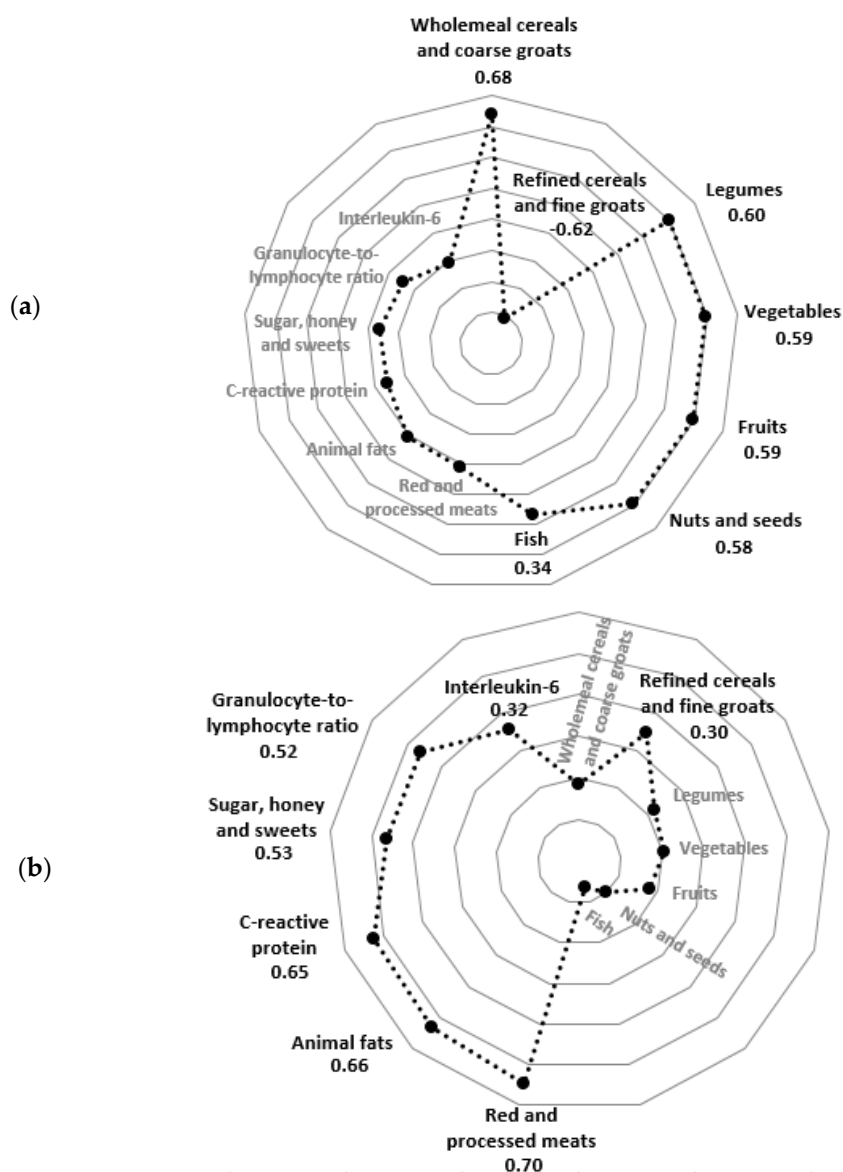 Wholemeal cereals
and coarse groats
0.68
Refined cereals
and fine groats
-0.62
Legumes
0.60
Interleukin-6
Granulocyte-to-
lymphocyte ratio
(a)
Sugar, honey
and sweets
Vegetables
0.59
C-reactive protein
Fruits
0.59
Animal fats
Red and
processed meats
Nuts and seeds
0.58
Fish
0.34
Wholemeal cereals
and coarse groats
Granulocyte-to-
lymphocyte ratio
0.52
Interleukin-6
0.32
Refined cereals
and fine groats
0.30
Legumes
Sugar, honey
and sweets
0.53
Vegetables
(b)
Fruits
C-reactive
protein
0.65
Nuts and seeds
Fish
Animal fats
0.66
Red and
processed meats
0.70